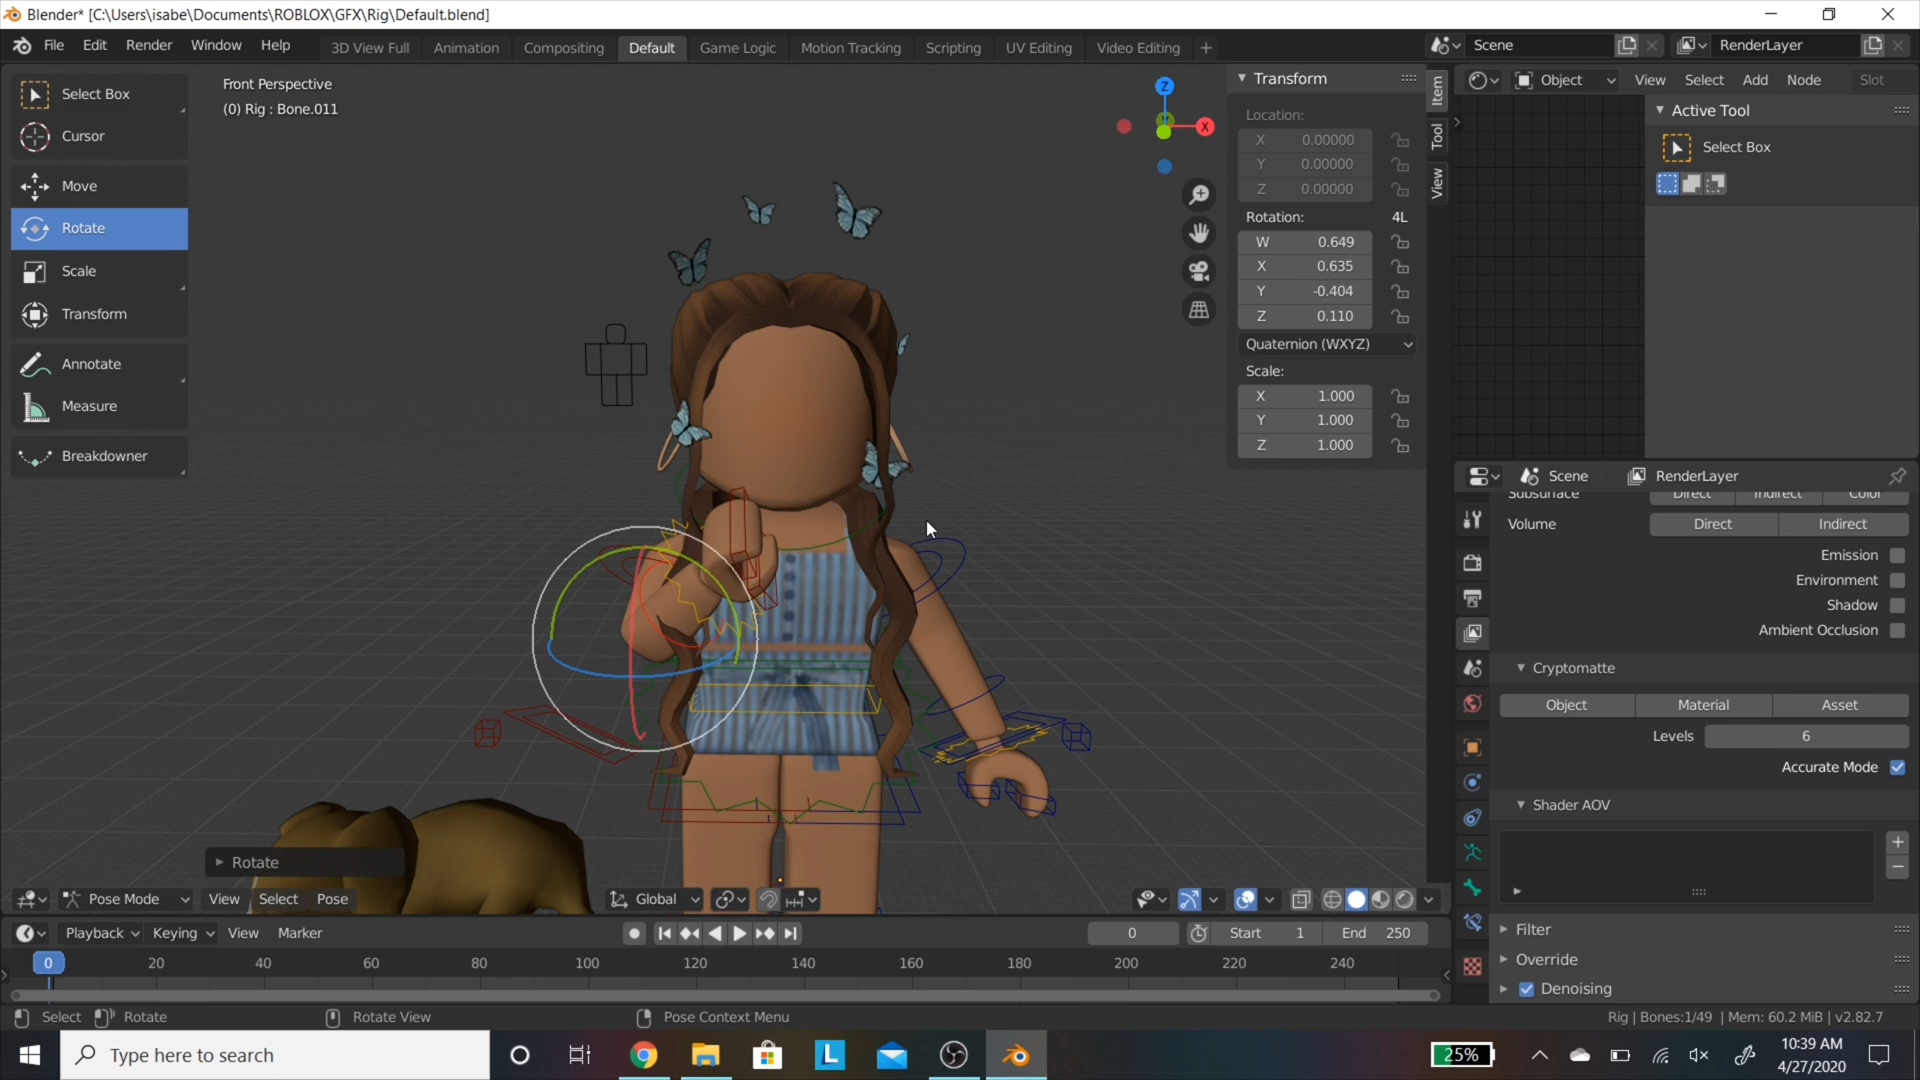 Blender* [C:\Users\isabe\Documents\ROBLOX\GFX\Rig\Default.blend]
File Edit Render Window Help 3D View Full Animation Compositing Default Game Logic Motion Tracking Scripting UV Editing Video Editing + Scene RenderLayer
Select Box
Cursor
Move
Rotate
Scale
Transform
Annotate
Measure
Breakdowner
Front Perspective
(0) Rig : Bone.011
Z
X
Transform
Location:
X 0.00000
Y 0.00000
Z 0.00000
Rotation: 4L
W 0.649
X 0.635
Y -0.404
Z 0.110
Quaternion (WXYZ)
Scale:
X 1.000
Y 1.000
Z 1.000
Item
Tool
View
Object View Select Add Node Slot
Active Tool
Select Box
Scene RenderLayer
Subsurface Direct Indirect Color
Volume Direct Indirect
Emission
Environment
Shadow
Ambient Occlusion
Cryptomatte
Object Material Asset
Levels 6
Accurate Mode
Shader AOV
Filter
Override
Denoising
Rotate
Pose Mode View Select Pose Global
Playback Keying View Marker 0 Start 1 End 250
0 20 40 60 80 100 120 140 160 180 200 220 240
Select Rotate Rotate View Pose Context Menu Rig | Bones:1/49 | Mem: 60.2 MiB | v2.82.7
Type here to search L 25% 10:39 AM
4/27/2020